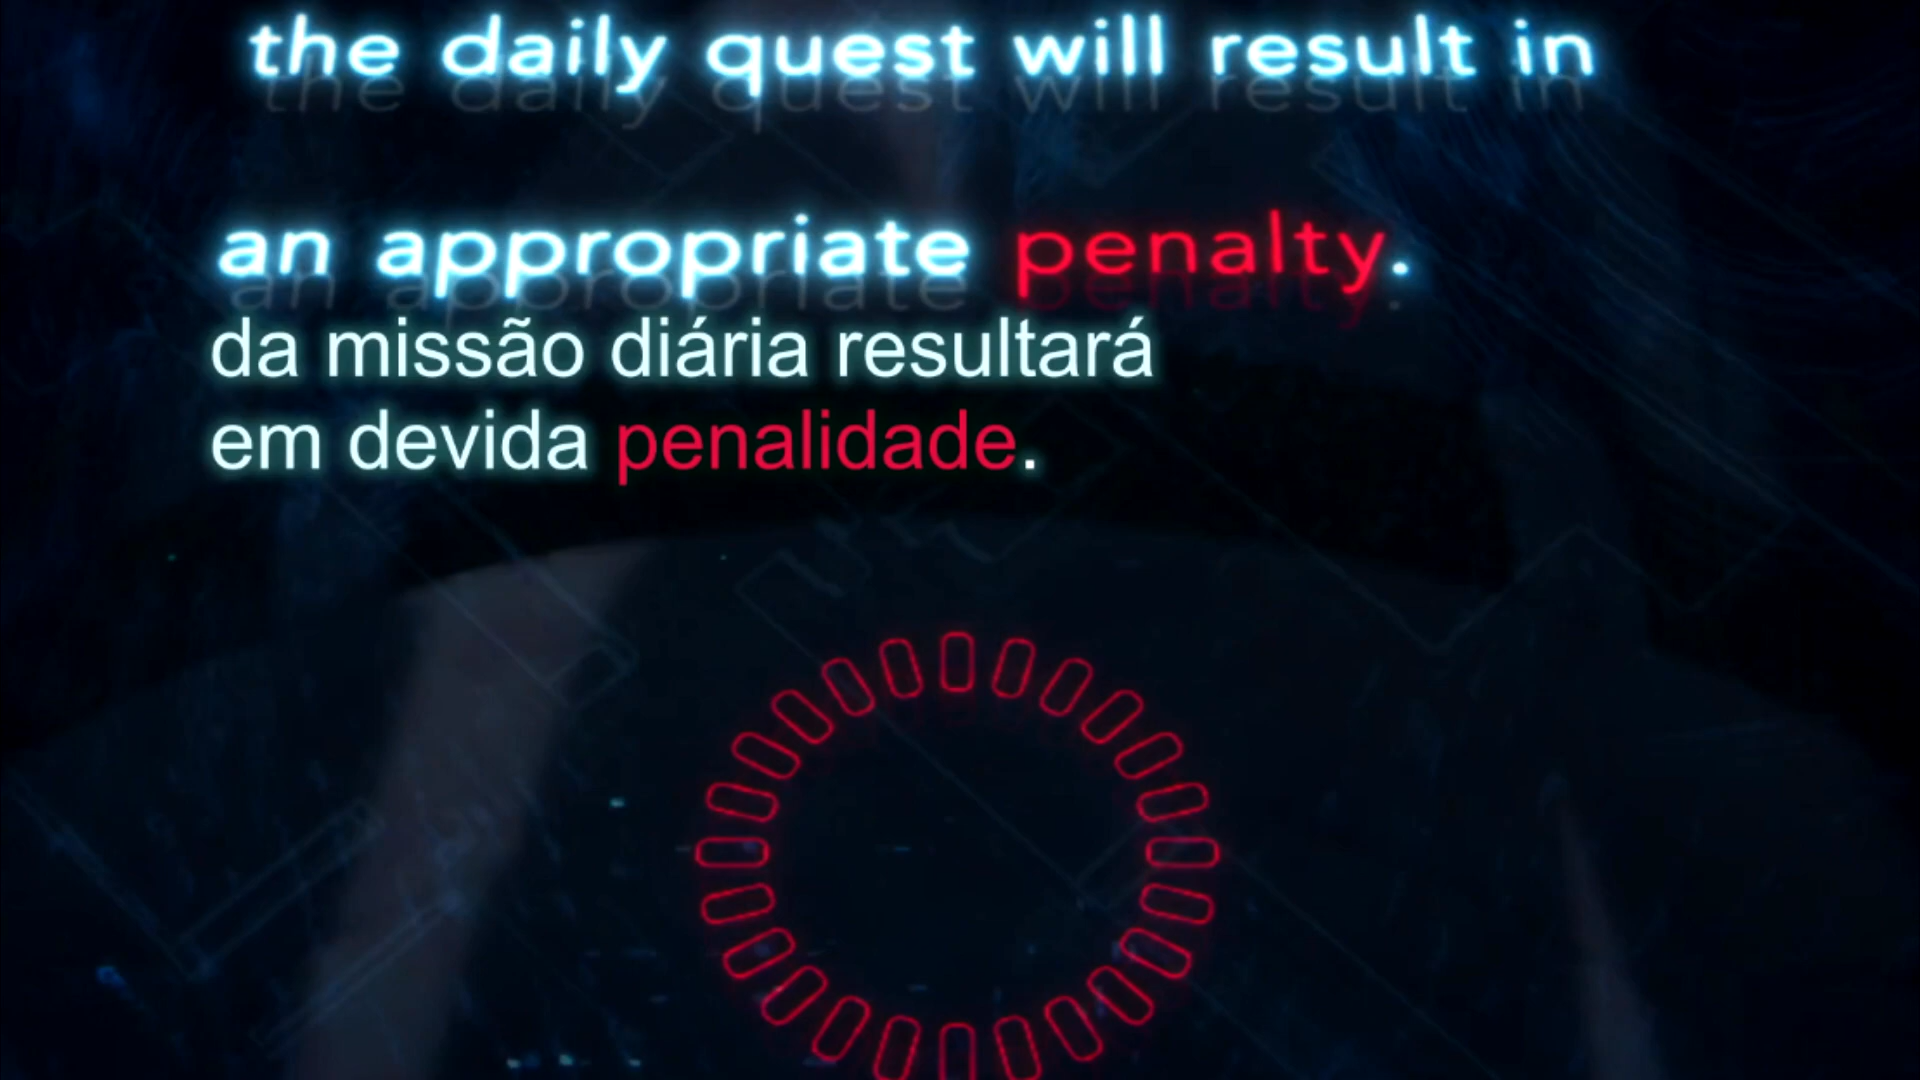 the daily quest will result in
an appropriate penalty.
da missão diária resultará
em devida penalidade.